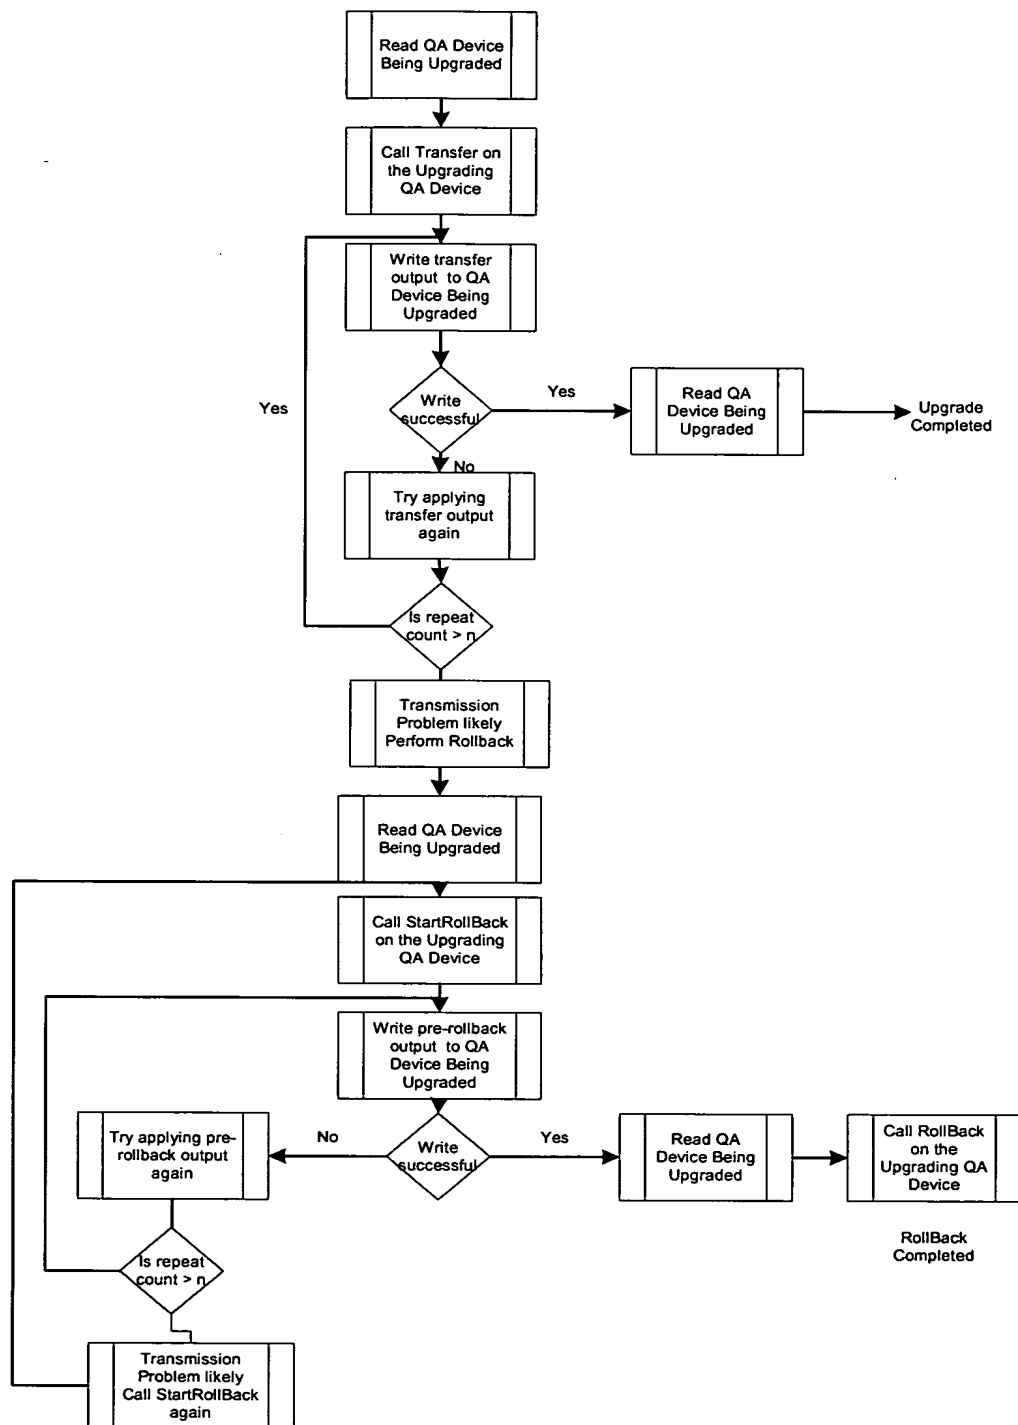 Read QA Device
Being Upgraded
Call Transfer on
the Upgrading
QA Device
Write transfer
output to QA
Device Being
Upgraded
Yes
Write
successful
Yes
Read QA
Device Being
Upgraded
Upgrade
Completed
No
Try applying
transfer output
again
Is repeat
count > n
Transmission
Problem likely
Perform Rollback
Read QA Device
Being Upgraded
Call StartRollBack
on the Upgrading
QA Device
Write pre-rollback
output to QA
Device Being
Upgraded
Try applying pre-
rollback output
again
No
Write
successful
Yes
Read QA
Device Being
Upgraded
Call RollBack
on the
Upgrading QA
Device
RollBack
Completed
Is repeat
count > n
Transmission
Problem likely
Call StartRollBack
again